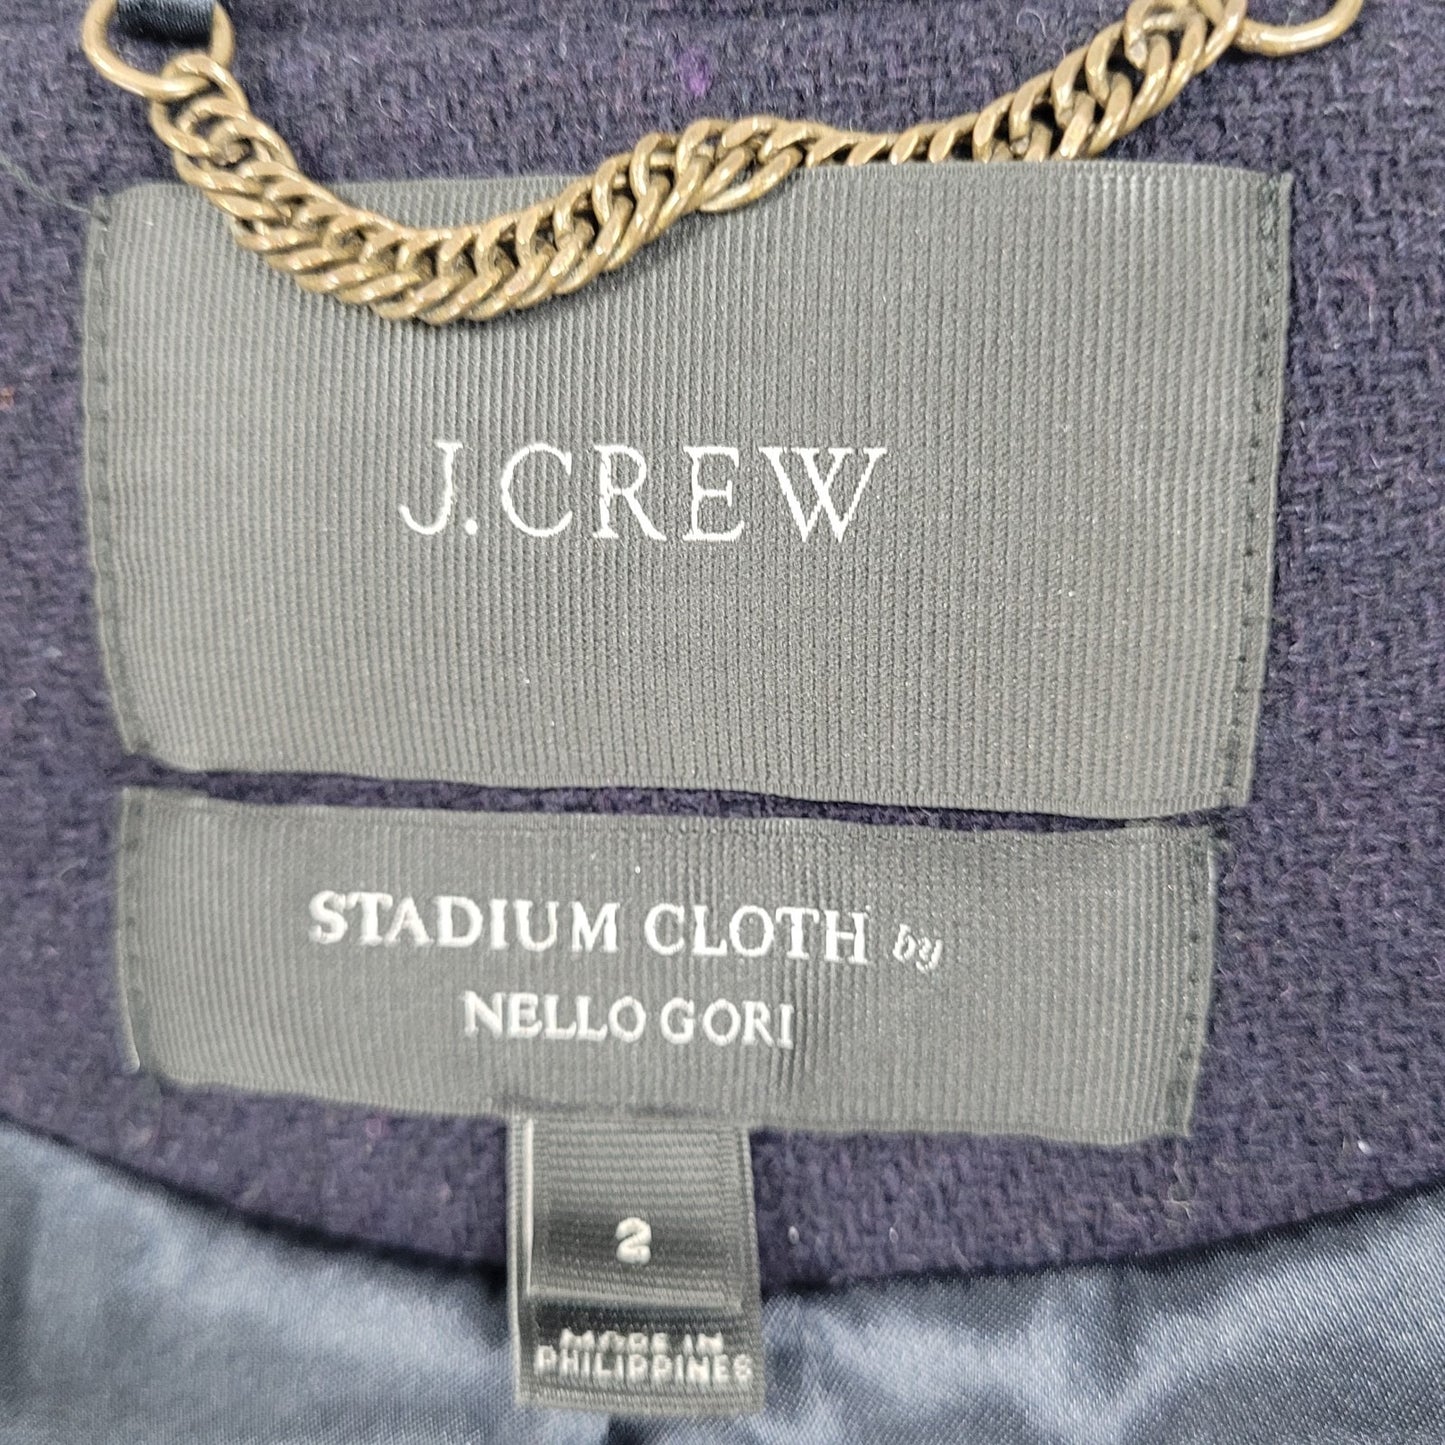 J.CREW
STADIUM CLOTH by
NELLO GORI
2
MADE IN
PHILIPPINES